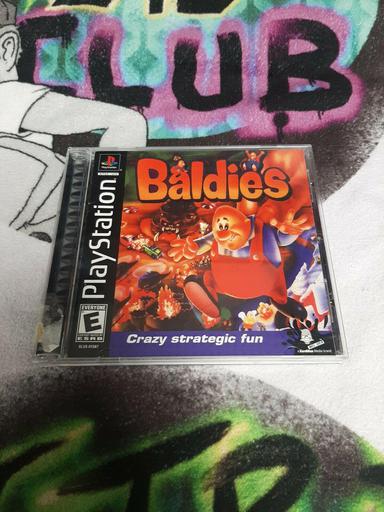 CLUB
Baldies
PlayStation
EVERYONE
E
ESRB
Crazy strategic fun